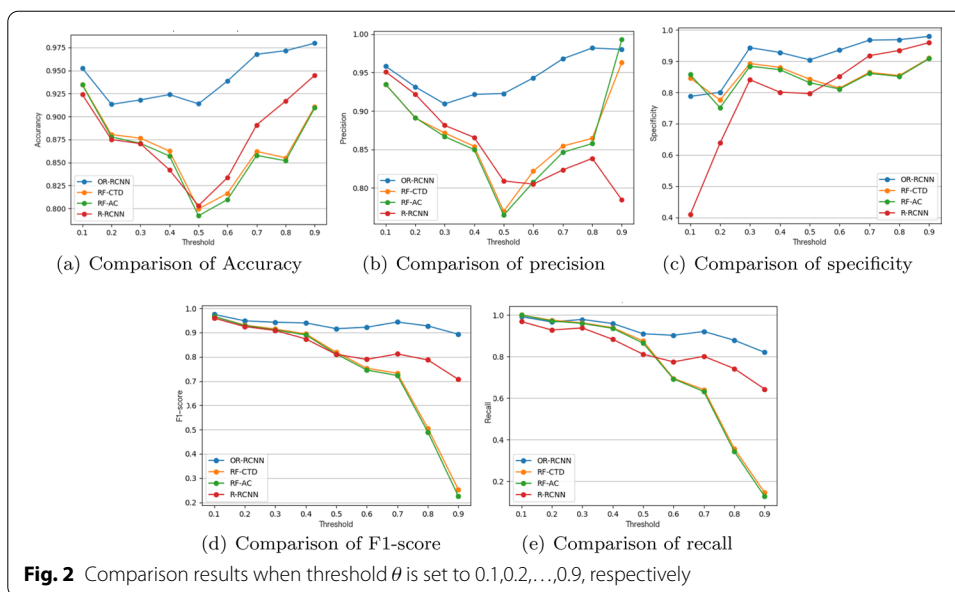 0.975
0.950
0.925
0.900
0.875
0.850
0.825
0.800
Accuracy
OR-RCNN
RF-CTD
RF-AC
R-RCNN
0.1 0.2 0.3 0.4 0.5 0.6 0.7 0.8 0.9
Threshold
(a) Comparison of Accuracy
1.00
0.95
0.90
0.85
0.80
Precision
OR-RCNN
RF-CTD
RF-AC
R-RCNN
0.1 0.2 0.3 0.4 0.5 0.6 0.7 0.8 0.9
Threshold
(b) Comparison of precision
1.0
0.9
0.8
0.7
0.6
0.5
0.4
Specificity
OR-RCNN
RF-CTD
RF-AC
R-RCNN
0.1 0.2 0.3 0.4 0.5 0.6 0.7 0.8 0.9
Threshold
(c) Comparison of specificity
1.0
0.9
0.8
0.7
0.6
0.5
0.4
0.3
0.2
F1-score
OR-RCNN
RF-CTD
RF-AC
R-RCNN
0.1 0.2 0.3 0.4 0.5 0.6 0.7 0.8 0.9
Threshold
(d) Comparison of F1-score
1.0
0.8
0.6
0.4
0.2
Recall
OR-RCNN
RF-CTD
RF-AC
R-RCNN
0.1 0.2 0.3 0.4 0.5 0.6 0.7 0.8 0.9
Threshold
(e) Comparison of recall
Fig. 2 Comparison results when threshold θ is set to 0.1,0.2,...,0.9, respectively